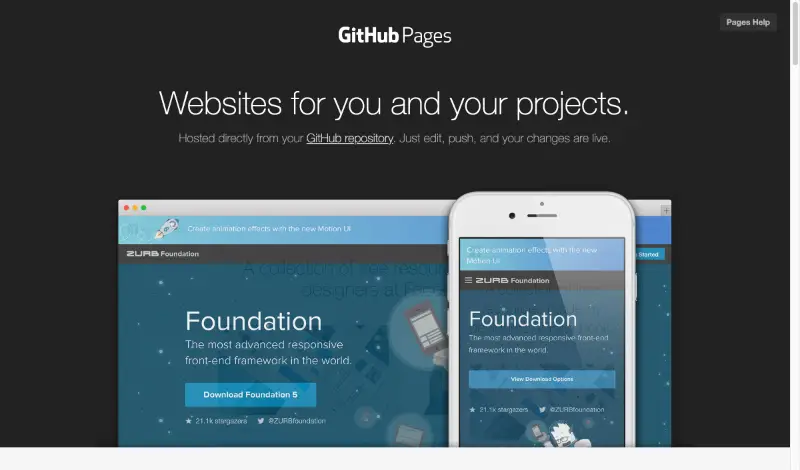 GitHub Pages
Pages Help
Websites for you and your projects.
Hosted directly from your GitHub repository. Just edit, push, and your changes are live.
Create animation effects with the new Motion UI
ZURB Foundation
Started
A collection of
designers at
Foundation
The most advanced responsive
front-end framework in the world.
Download Foundation 5
★ 21.1k stargazers @ZURBfoundation
Create animation effects with the new
Motion UI
ZURB Foundation
Foundation
The most advanced responsive front-end
framework in the world.
View Download Options
★ 21.1k stargazers @ZURBfoundation